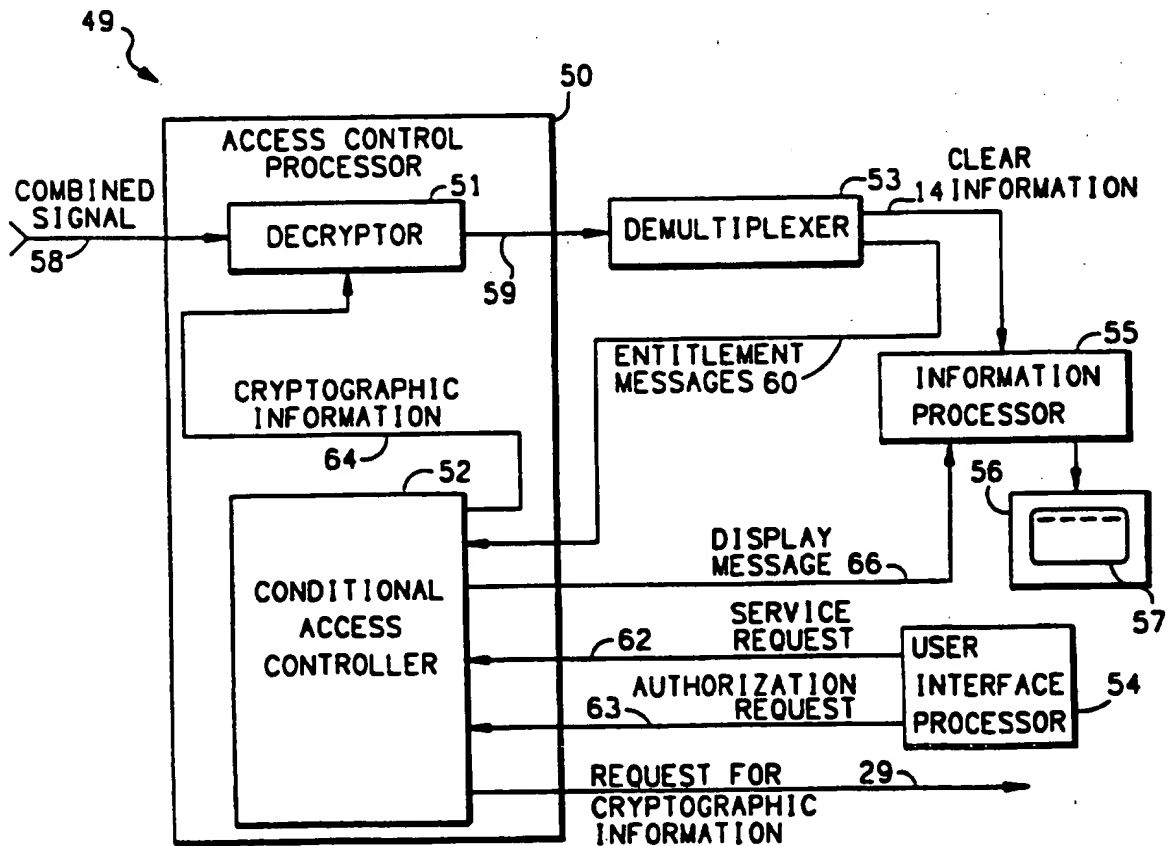 49
50
ACCESS CONTROL
PROCESSOR
COMBINED
SIGNAL
58
51
DECRYPTOR
59
53
DEMULTIPLEXER
CLEAR
14 INFORMATION
ENTITLEMENT
MESSAGES 60
55
INFORMATION
PROCESSOR
CRYPTOGRAPHIC
INFORMATION
64
52
CONDITIONAL
ACCESS
CONTROLLER
56
57
DISPLAY
MESSAGE 66
SERVICE
REQUEST
62
AUTHORIZATION
REQUEST
63
USER
INTERFACE
PROCESSOR
54
REQUEST FOR
CRYPTOGRAPHIC
INFORMATION
29